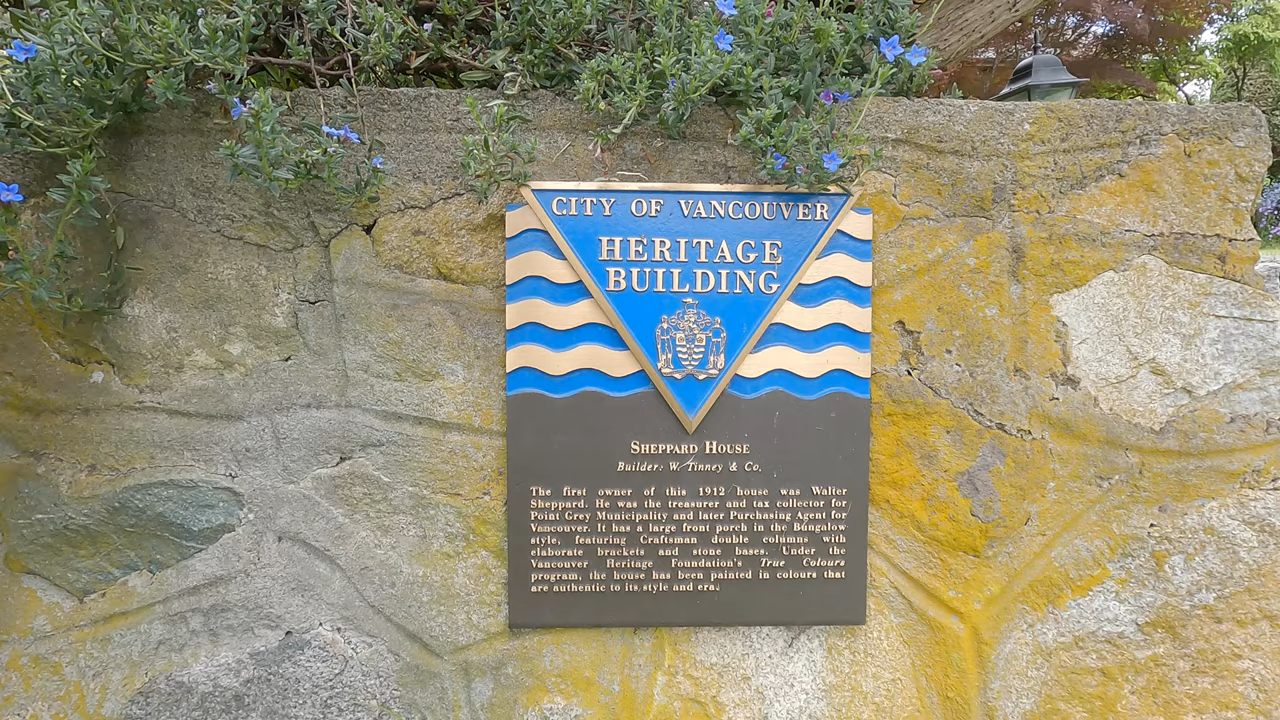 CITY OF VANCOUVER
HERITAGE
BUILDING
SHEPPARD HOUSE
Builder: W. Tinney & Co.
The first owner of this 1912 house was Walter
Sheppard. He was the treasurer and tax collector for
Point Grey Municipality and later Purchasing Agent for
Vancouver. It has a large front porch in the Bungalow
style, featuring Craftsman double columns with
elaborate brackets and stone bases. Under the
Vancouver Heritage Foundation's True Colours
program, the house has been painted in colours that
are authentic to its style and era.